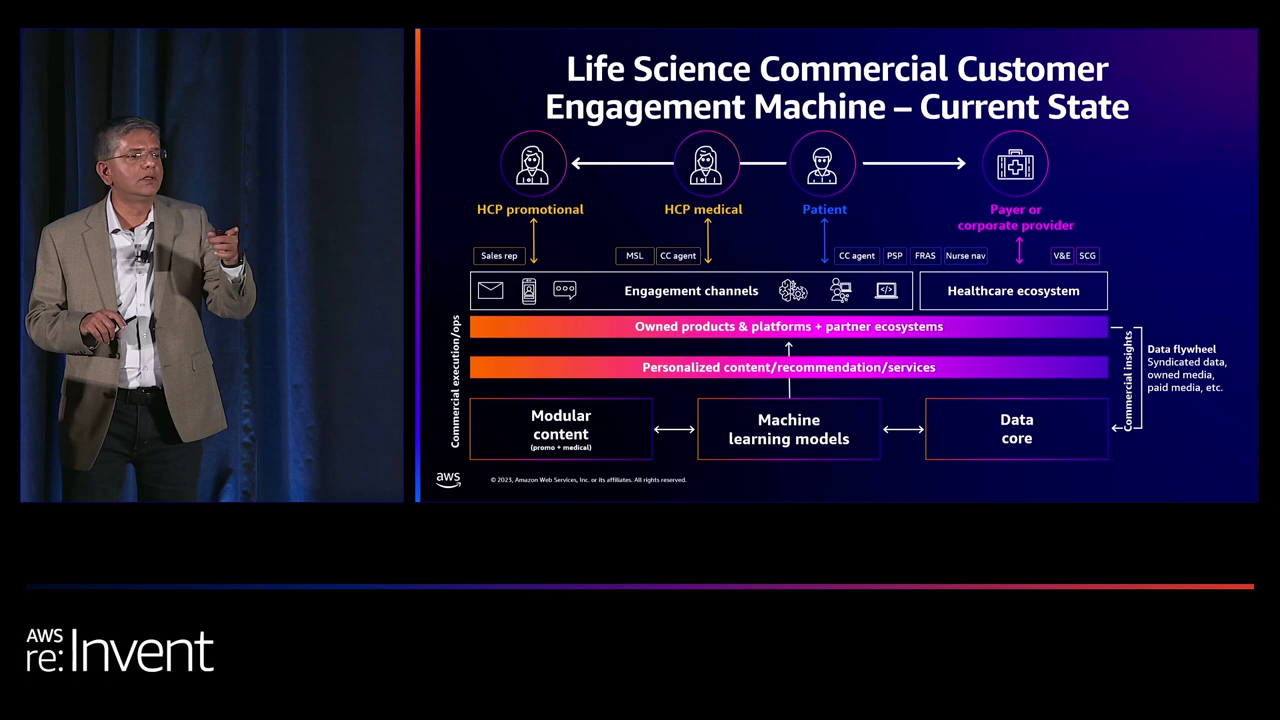 Life Science Commercial Customer
Engagement Machine – Current State
HCP promotional
HCP medical
Patient
Payer or
corporate provider
Sales rep
MSL
CC agent
CC agent
PSP
FRAS
Nurse nav
V&E
SCG
Engagement channels
Healthcare ecosystem
Commercial execution/ops
Owned products & platforms + partner ecosystems
Personalized content/recommendation/services
Commercial insights
Data flywheel
Syndicated data,
owned media,
paid media, etc.
Modular
content
(promo + medical)
Machine
learning models
Data
core
aws
© 2023, Amazon Web Services, Inc. or its affiliates. All rights reserved.
AWS
re:Invent